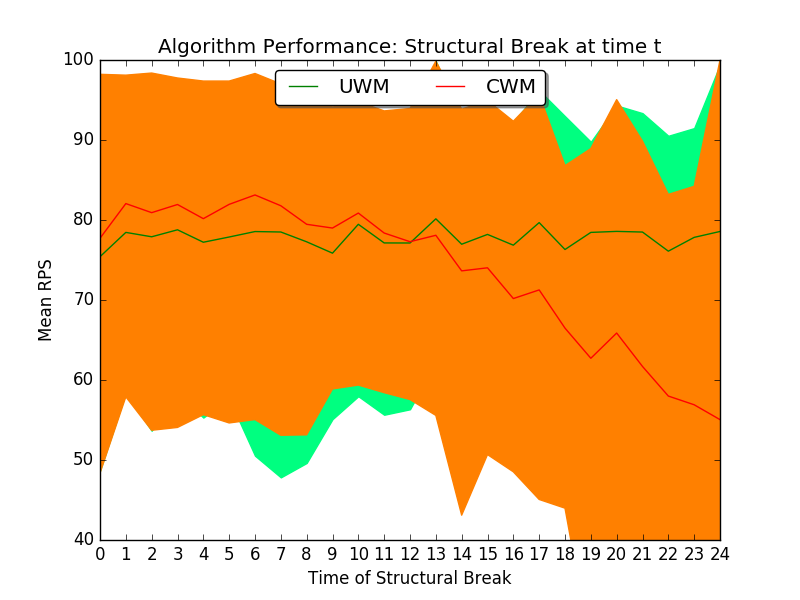 Algorithm Performance: Structural Break at time t
UWM CWM
100
90
80
70
60
50
40
Mean RPS
0 1 2 3 4 5 6 7 8 9 10 11 12 13 14 15 16 17 18 19 20 21 22 23 24
Time of Structural Break